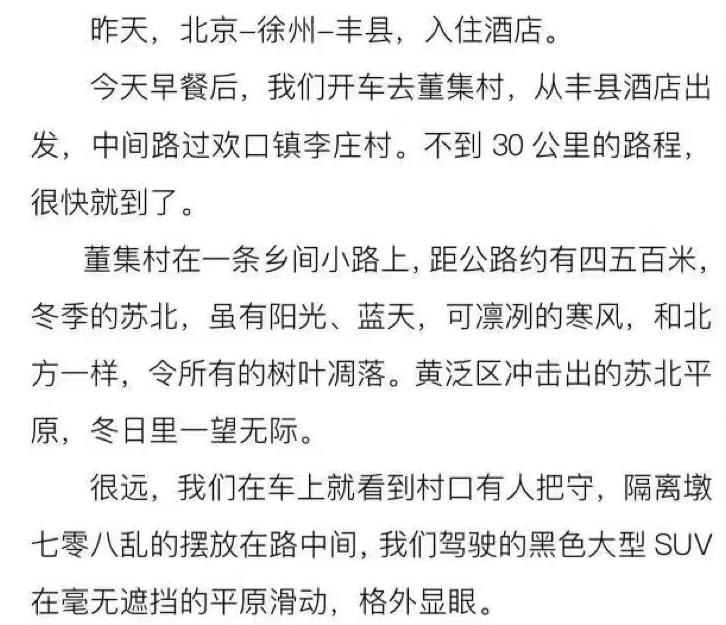 昨天，北京–徐州–丰县，入住酒店。
今天早餐后，我们开车去董集村，从丰县酒店出
发，中间路过欢口镇李庄村。不到 30 公里的路程，
很快就到了。
董集村在一条乡间小路上，距公路约有四五百米，
冬季的苏北，虽有阳光、蓝天，可凛冽的寒风，和北
方一样，令所有的树叶凋落。黄泛区冲击出的苏北平
原，冬日里一望无际。
很远，我们在车上就看到村口有人把守，隔离墩
七零八乱的摆放在路中间，我们驾驶的黑色大型 SUV
在毫无遮挡的平原滑动，格外显眼。